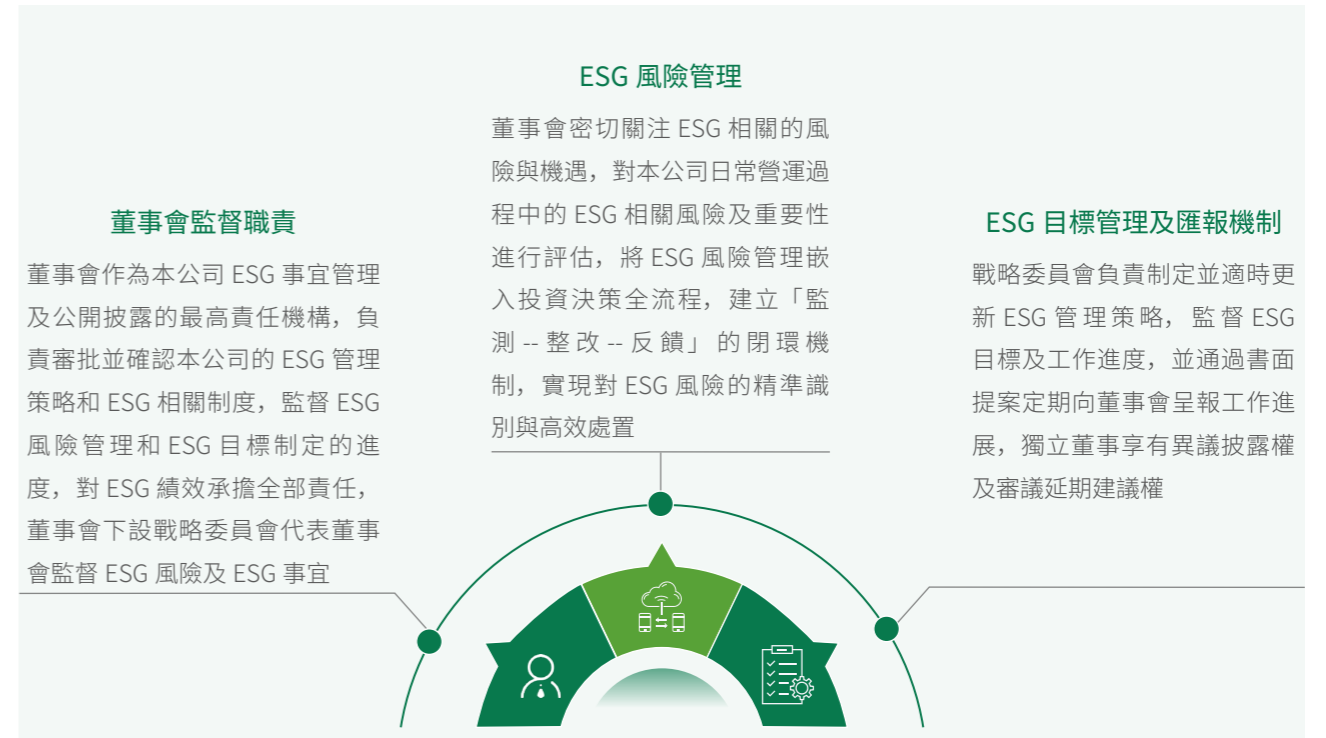 董事會監督職責
董事會作為本公司 ESG 事宜管理
及公開披露的最高責任機構，負
責審批並確認本公司的 ESG 管理
策略和 ESG 相關制度，監督 ESG
風險管理和 ESG 目標制定的進
度，對 ESG 績效承擔全部責任，
董事會下設戰略委員會代表董事
會監督 ESG 風險及 ESG 事宜
ESG 風險管理
董事會密切關注 ESG 相關的風
險與機遇，對本公司日常營運過
程中的 ESG 相關風險及重要性
進行評估，將 ESG 風險管理嵌
入投資決策全流程，建立「監
測 -- 整改 -- 反饋」的閉環機
制，實現對 ESG 風險的精準識
別與高效處置
ESG 目標管理及匯報機制
戰略委員會負責制定並適時更
新 ESG 管理策略，監督 ESG
目標及工作進度，並通過書面
提案定期向董事會呈報工作進
展，獨立董事享有異議披露權
及審議延期建議權